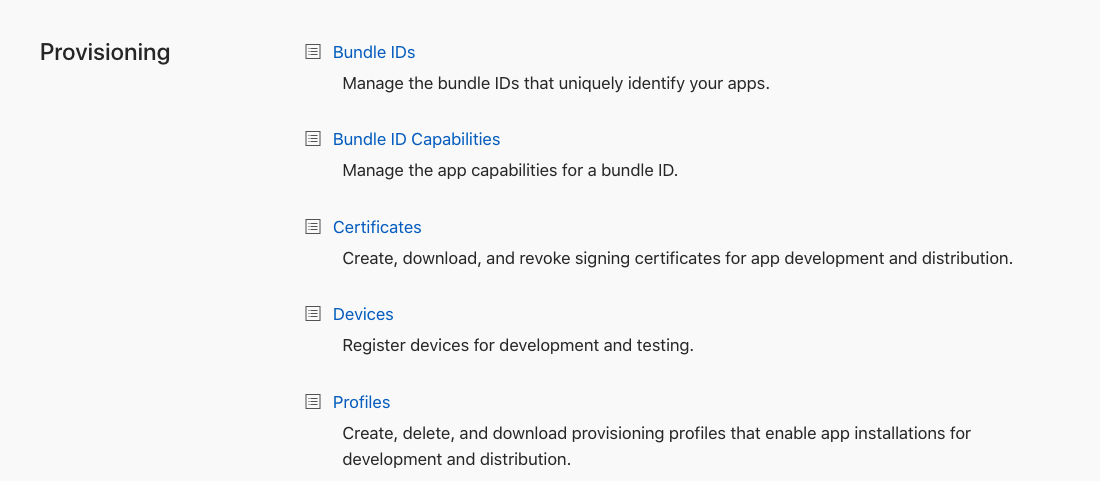 Provisioning
Bundle IDs
Manage the bundle IDs that uniquely identify your apps.
Bundle ID Capabilities
Manage the app capabilities for a bundle ID.
Certificates
Create, download, and revoke signing certificates for app development and distribution.
Devices
Register devices for development and testing.
Profiles
Create, delete, and download provisioning profiles that enable app installations for
development and distribution.